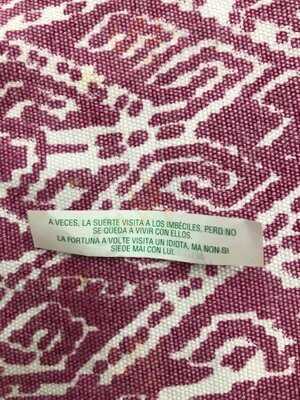 A VECES, LA SUERTE VISITA A LOS IMBÉCILES, PERO NO
SE QUEDA A VIVIR CON ELLOS.
LA FORTUNA A VOLTE VISITA UN IDIOTA, MA NON SI
SIEDE MAI CON LUI.